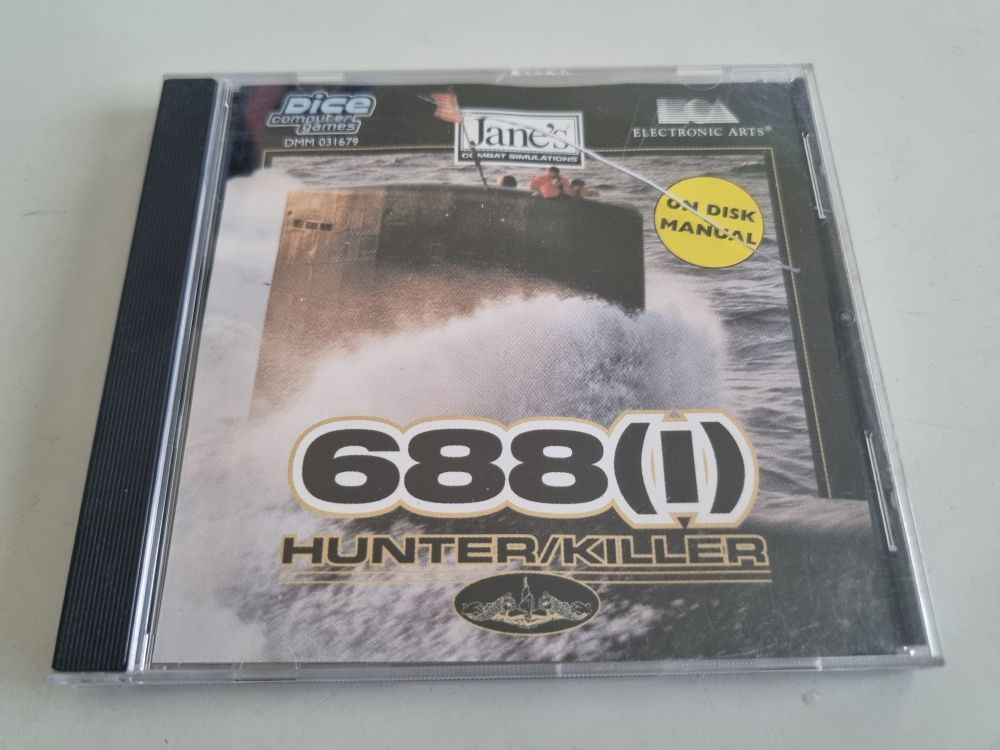 Dice
computer
games
DMM 031679
Jane's
COMBAT SIMULATIONS
ELECTRONIC ARTS®
ON DISK
MANUAL
688(I)
HUNTER/KILLER